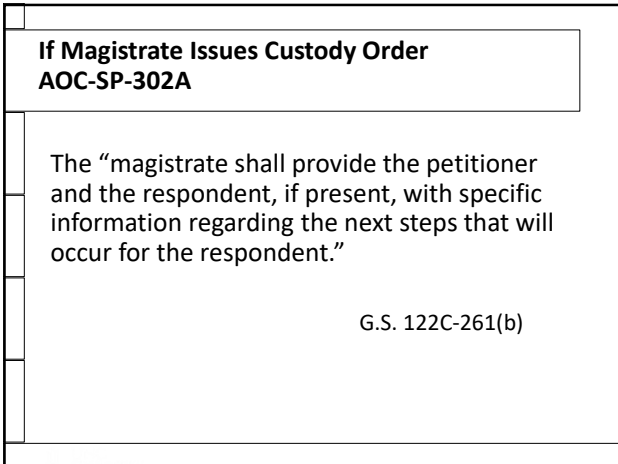 If Magistrate Issues Custody Order
AOC-SP-302A
The “magistrate shall provide the petitioner
and the respondent, if present, with specific
information regarding the next steps that will
occur for the respondent.”
G.S. 122C-261(b)